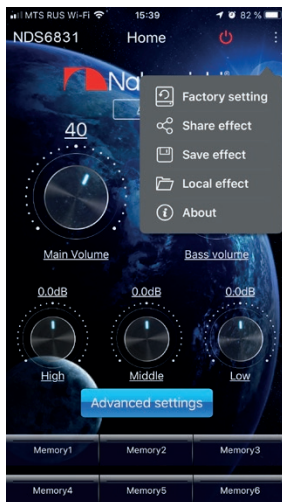 MTS RUS Wi-Fi 15:39 82 %
NDS6831 Home
Factory setting
Share effect
Save effect
Local effect
About
40
Main Volume Bass volume
0.0dB 0.0dB 0.0dB
High Middle Low
Advanced settings
Memory1 Memory2 Memory3
Memory4 Memory5 Memory6